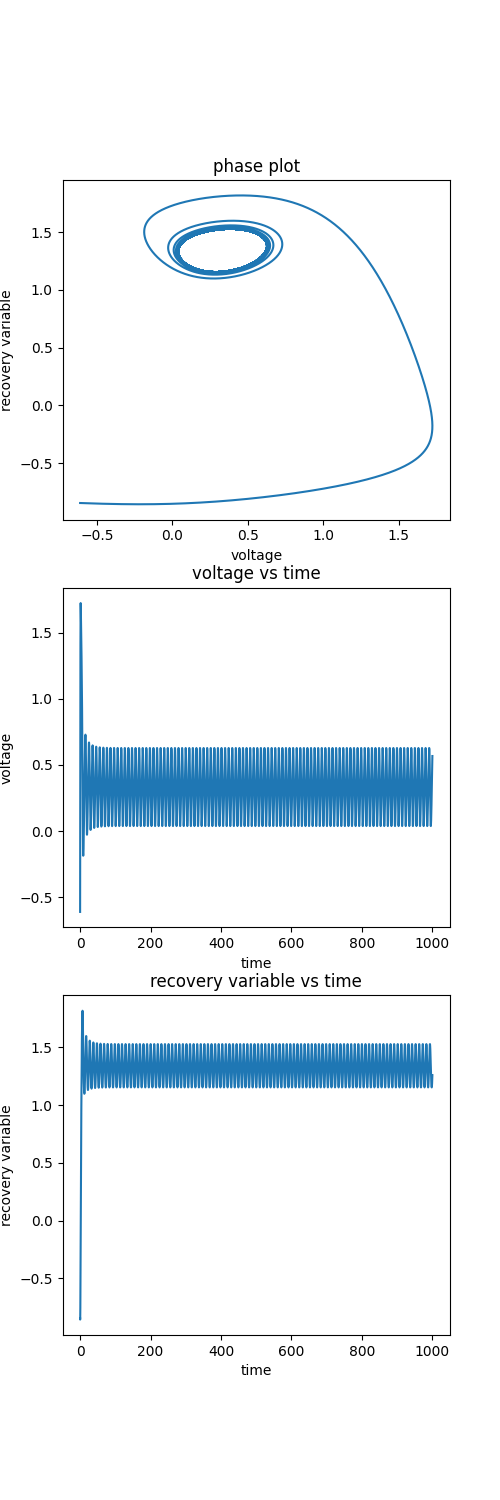 phase plot
1.5
1.0
0.5
0.0
−0.5
recovery variable
−0.5 0.0 0.5 1.0 1.5
voltage
voltage vs time
1.5
1.0
0.5
0.0
−0.5
voltage
0 200 400 600 800 1000
time
recovery variable vs time
1.5
1.0
0.5
0.0
−0.5
recovery variable
0 200 400 600 800 1000
time